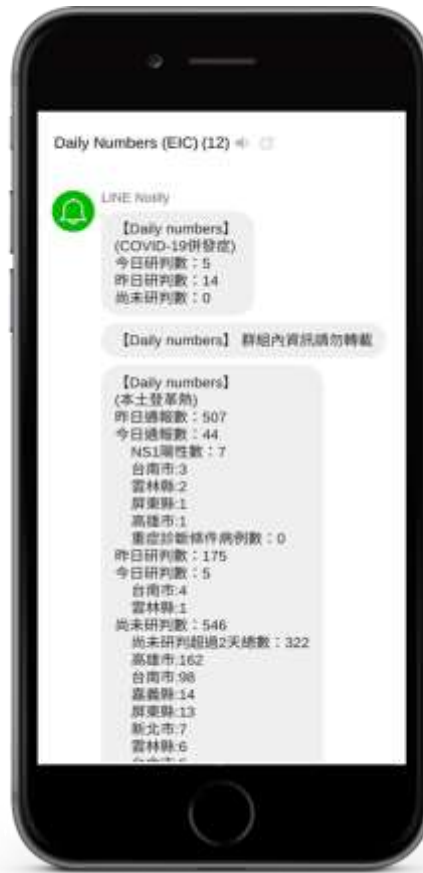 Daily Numbers (EIC) (12)
LINE Notify
【Daily numbers】
(COVID-19併發症)
今日研判數：5
昨日研判數：14
尚未研判數：0
【Daily numbers】 群組內資訊請勿轉載
【Daily numbers】
(本土登革熱)
昨日通報數：507
今日通報數：44
NS1陽性數：7
台南市:3
雲林縣:2
屏東縣:1
高雄市:1
重症診斷條件病例數：0
昨日研判數：175
今日研判數：5
台南市:4
雲林縣:1
尚未研判數：546
尚未研判超過2天總數：322
高雄市:162
台南市:98
嘉義縣:14
屏東縣:13
新北市:7
雲林縣:6